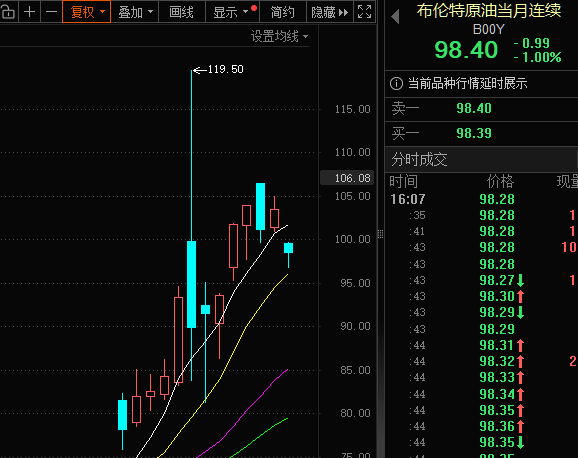 复权 叠加 画线 显示 简约 隐藏
设置均线
119.50
115.00
110.00
106.08
105.00
100.00
95.00
90.00
85.00
80.00
75.00
布伦特原油当月连续
B00Y
98.40 -0.99
-1.00%
当前品种行情延时展示
卖一 98.40
买一 98.39
分时成交
时间 价格 现量
16:07 98.28
:35 98.28 1
:41 98.28 1
:43 98.28 10
:43 98.28
:43 98.27↓ 1
:43 98.30↑
:43 98.29↓
:43 98.29
:44 98.31↑
:44 98.32↑ 2
:44 98.33↑
:44 98.34↑
:44 98.35↑
:44 98.36↑
:44 98.35↓